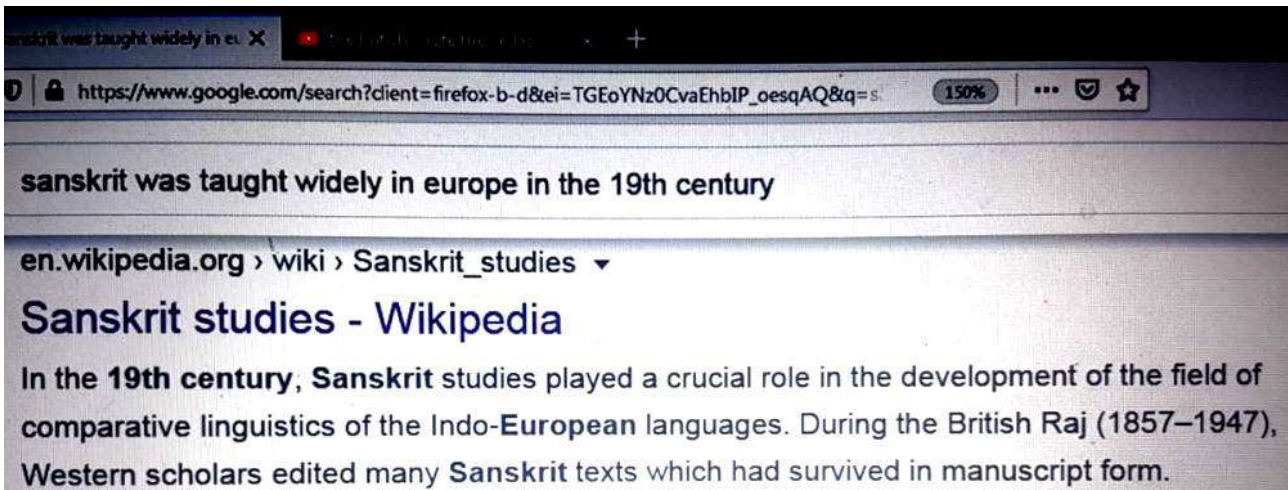 anskrit was taught widely in eu
https://www.google.com/search?client=firefox-b-d&ei=TGEoYNz0CvaEhbIP_oesqAQ&q=s
150%
sanskrit was taught widely in europe in the 19th century
en.wikipedia.org › wiki › Sanskrit_studies
Sanskrit studies - Wikipedia
In the 19th century, Sanskrit studies played a crucial role in the development of the field of
comparative linguistics of the Indo-European languages. During the British Raj (1857–1947),
Western scholars edited many Sanskrit texts which had survived in manuscript form.